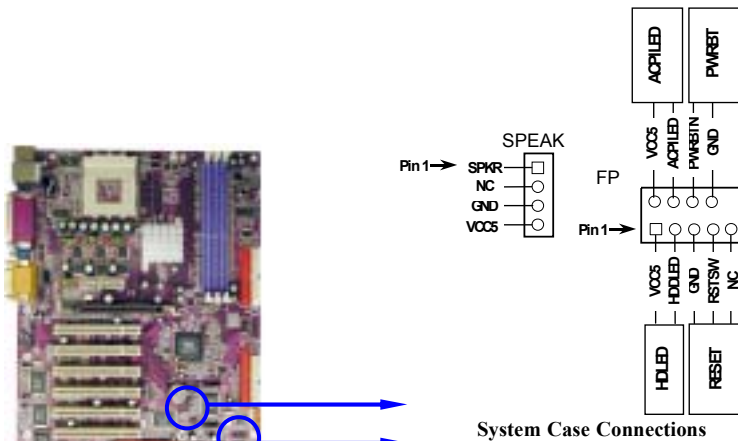 ACPILED PWRBT
VCC5 ACPILED PWRBTN GND
SPEAK
Pin 1 SPKR
NC
GND
VCC5
FP
Pin 1
VCC5 HDDLED GND RSTSW NC
HDLED RESET
System Case Connections